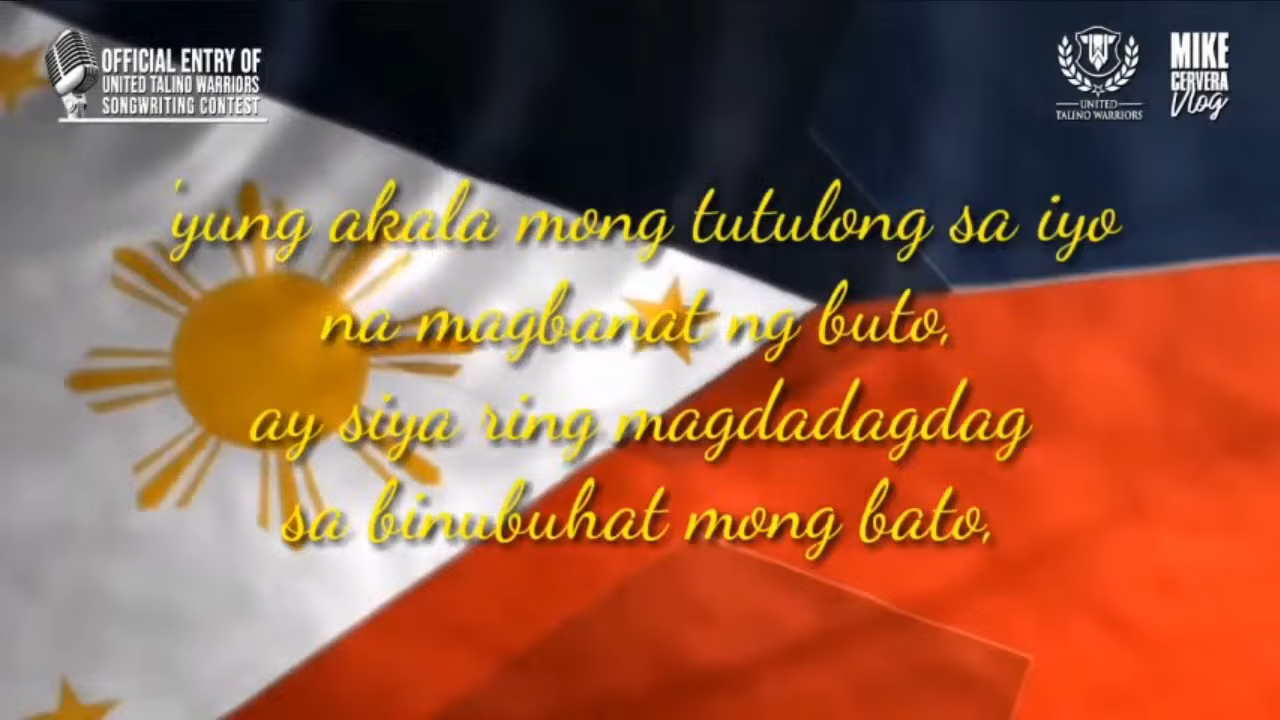 OFFICIAL ENTRY OF
UNITED TALINO WARRIORS
SONGWRITING CONTEST
UNITED
TALINO WARRIORS
MIKE
CERVERA
Vlog
'yung akala mong tutulong sa iyo
na magbanat ng buto,
ay siya ring magdadagdag
sa binubuhat mong bato,